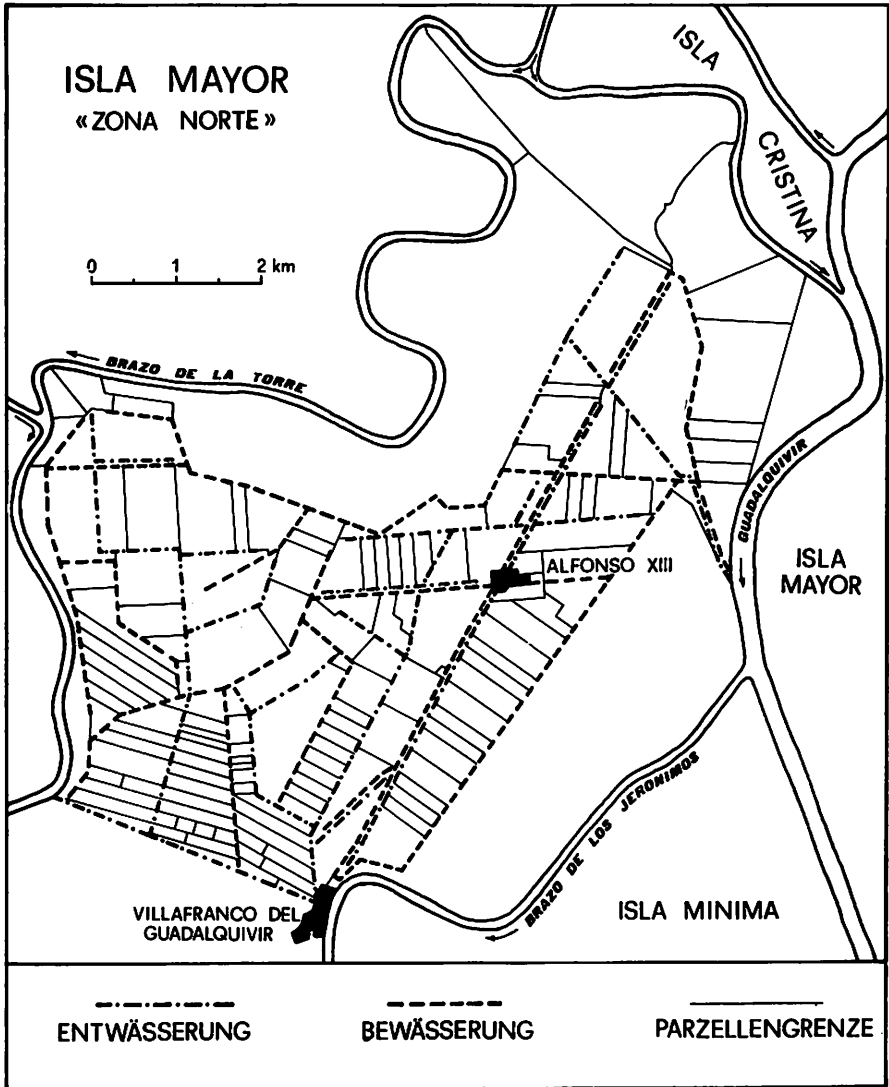 ISLA MAYOR
«ZONA NORTE»
0 1 2 km
ISLA
CRISTINA
BRAZO DE LA TORRE
GUADALQUIVIR
ALFONSO XIII
ISLA
MAYOR
BRAZO DE LOS JERONIMOS
ISLA MINIMA
VILLAFRANCO DEL
GUADALQUIVIR
ENTWÄSSERUNG
BEWÄSSERUNG
PARZELLENGRENZE